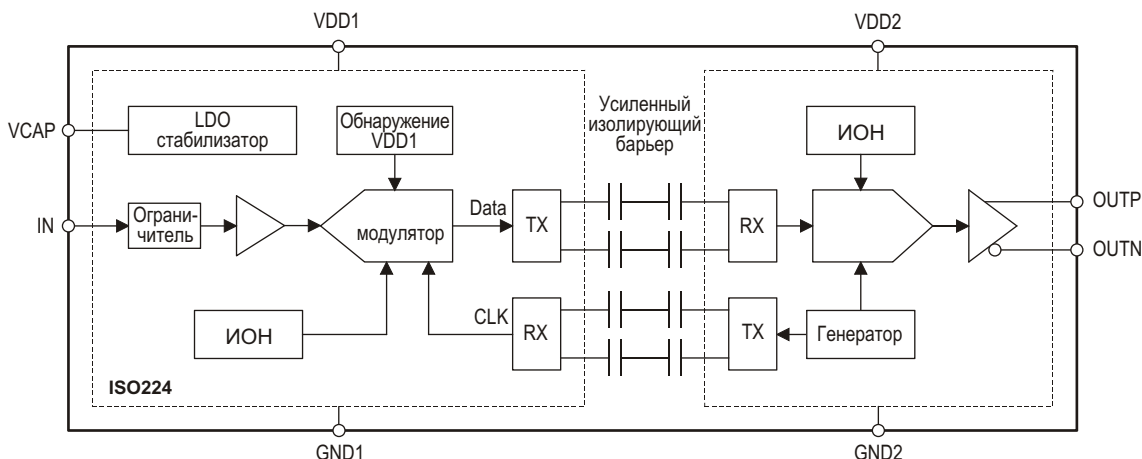 VDD1
VDD2
VCAP
LDO
стабилизатор
Обнаружение
VDD1
Усиленный
изолирующий
барьер
ИОН
IN
Ограни-
читель
модулятор
Data
TX
RX
OUTP
OUTN
ИОН
CLK
RX
TX
Генератор
ISO224
GND1
GND2